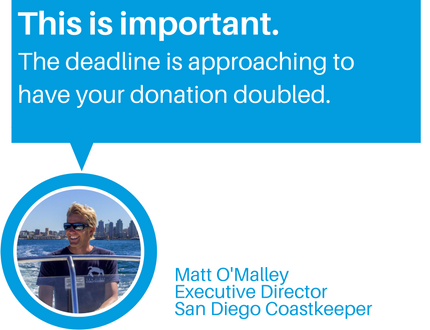 This is important.
The deadline is approaching to
have your donation doubled.
Matt O'Malley
Executive Director
San Diego Coastkeeper